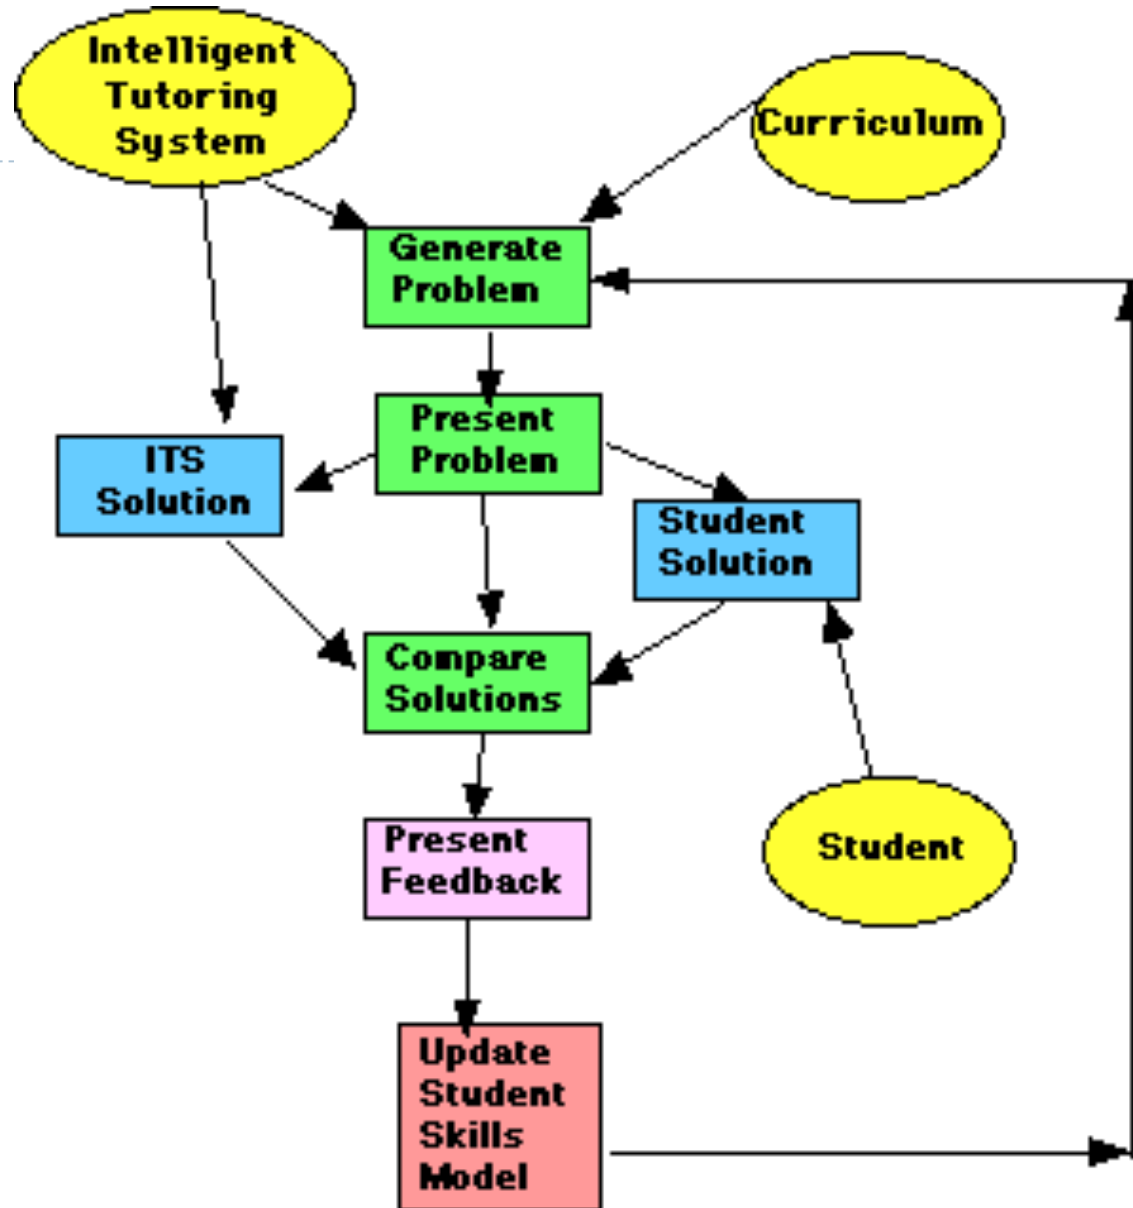 Intelligent
Tutoring
System
Curriculum
Generate
Problem
Present
Problem
ITS
Solution
Student
Solution
Compare
Solutions
Present
Feedback
Student
Update
Student
Skills
Model